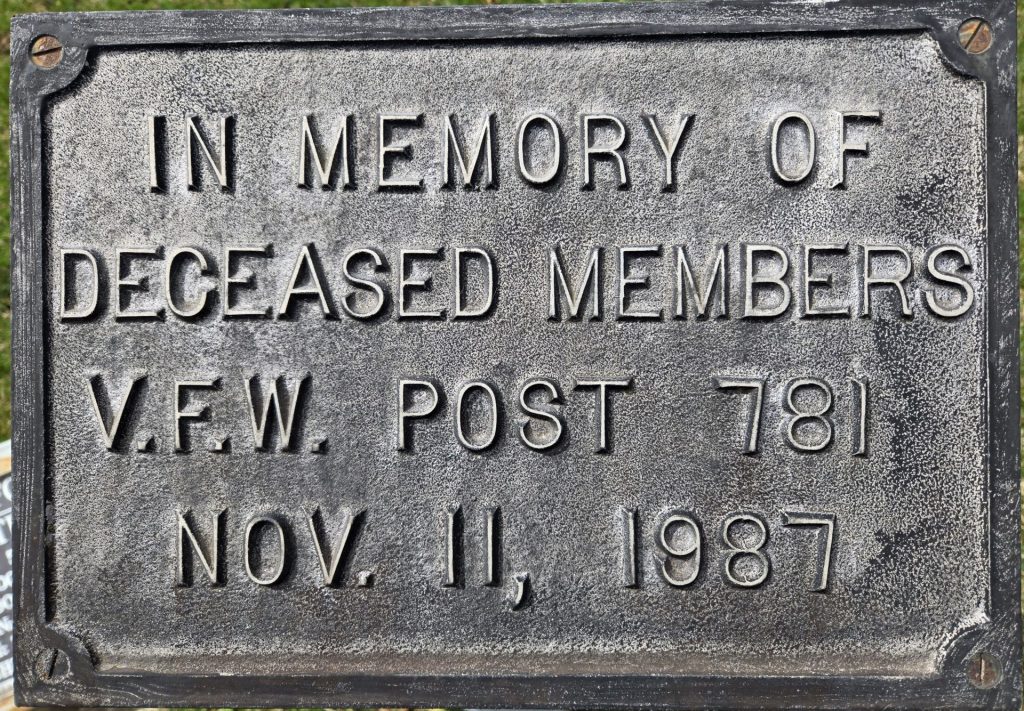 IN MEMORY OF
DECEASED MEMBERS
V.F.W. POST 781
NOV. 11, 1987